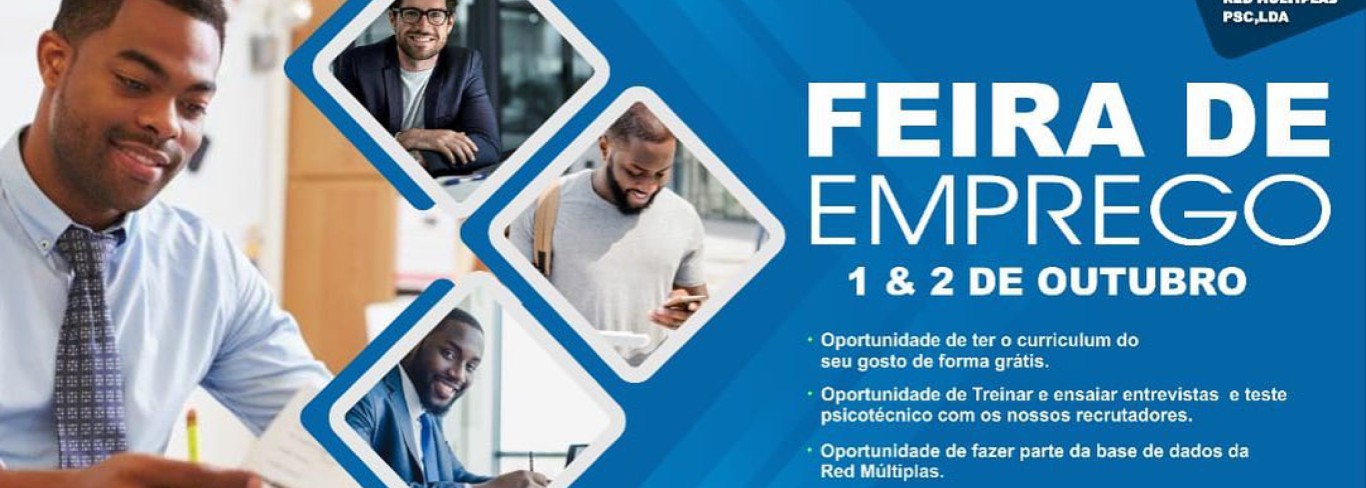 RED MÚLTIPLAS
PSC,LDA
FEIRA DE
EMPREGO
1 & 2 DE OUTUBRO
Oportunidade de ter o curriculum do
seu gosto de forma grátis.
Oportunidade de Treinar e ensaiar entrevistas e teste
psicotécnico com os nossos recrutadores.
Oportunidade de fazer parte da base de dados da
Red Múltiplas.